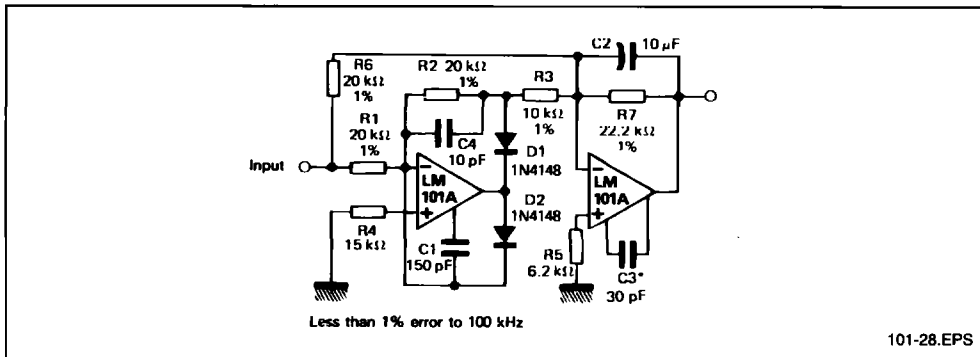 C2
10 µF
R6
20 kΩ
1%
R2 20 kΩ
1%
R3
10 kΩ
1%
R7
22.2 kΩ
1%
R1
20 kΩ
1%
C4
10 pF
D1
1N4148
Input
−
LM
101A
+
D2
1N4148
−
LM
101A
+
R4
15 kΩ
C1
150 pF
R5
6.2 kΩ
C3*
30 pF
Less than 1% error to 100 kHz
101-28.EPS